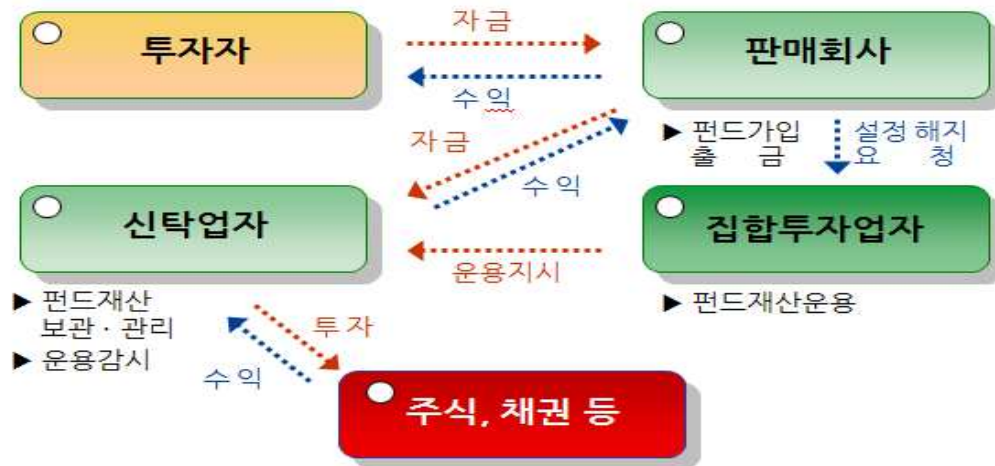 투자자
자 금
수 익
판매회사
▶ 펀드가입
출 금
설정 해지
요 청
자 금
수 익
신탁업자
운용지시
집합투자업자
▶ 펀드재산
보관 · 관리
▶ 운용감시
▶ 펀드재산운용
투 자
수 익
주식, 채권 등